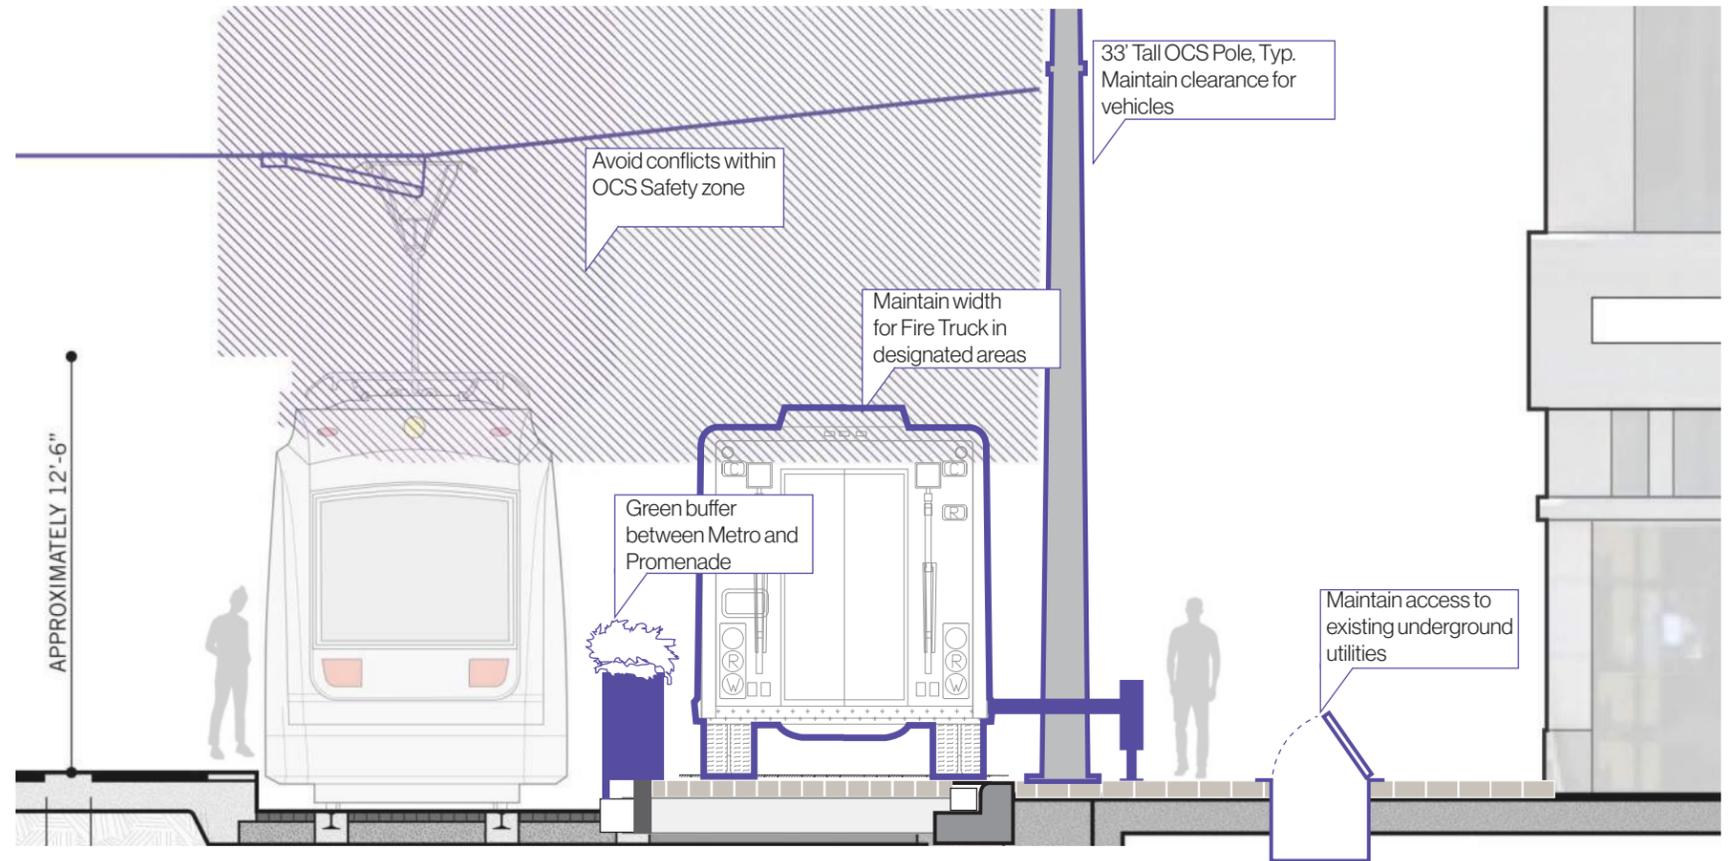 33' Tall OCS Pole, Typ.
Maintain clearance for
vehicles
Avoid conflicts within
OCS Safety zone
Maintain width
for Fire Truck in
designated areas
APPROXIMATELY 12'-6"
C
C
R
Green buffer
between Metro and
Promenade
R
W
R
W
Maintain access to
existing underground
utilities